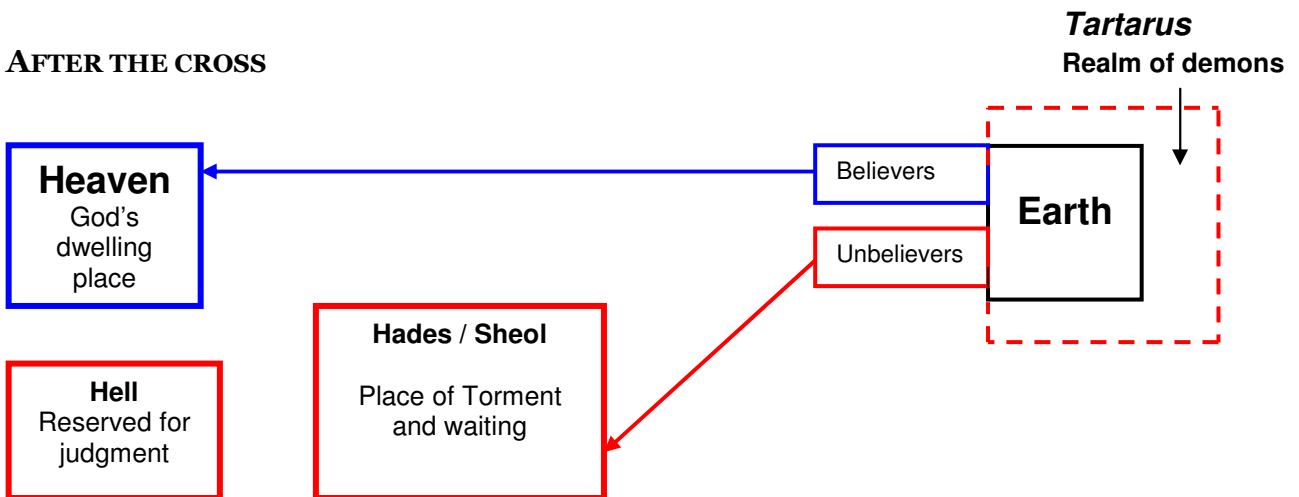 Tartarus
Realm of demons
AFTER THE CROSS
Heaven
God's
dwelling
place
Believers
Unbelievers
Earth
Hades / Sheol
Place of Torment
and waiting
Hell
Reserved for
judgment